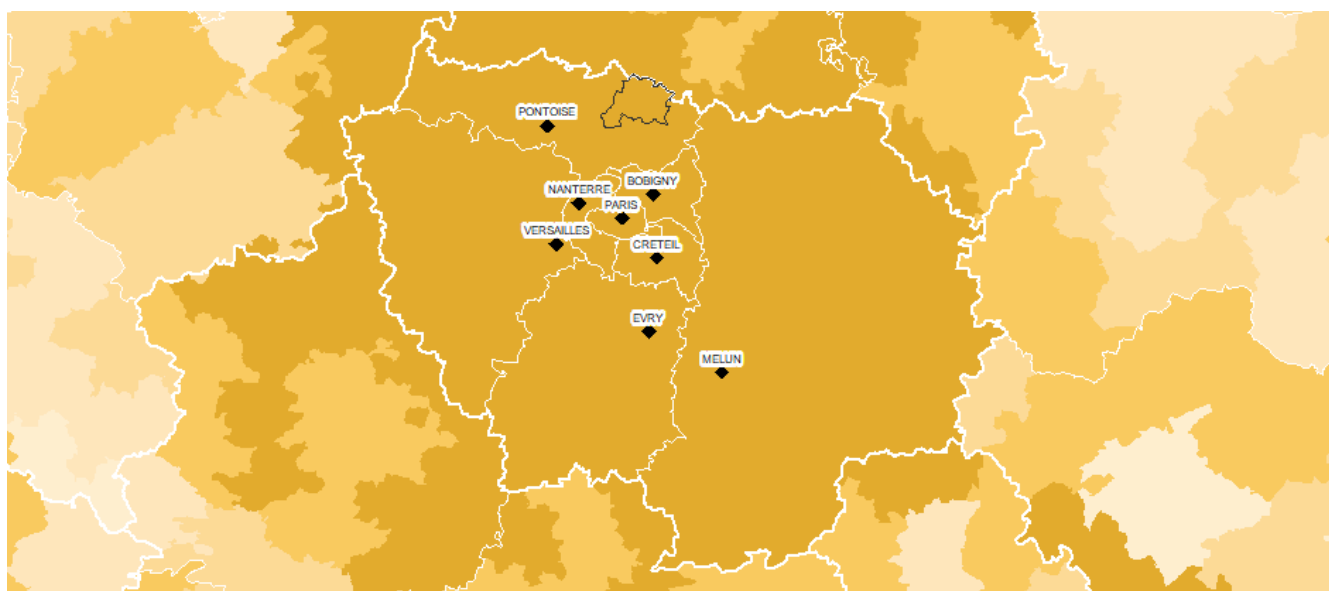 PONTOISE
BOBIGNY
NANTERRE
PARIS
VERSAILLES
CRETEIL
EVRY
MELUN